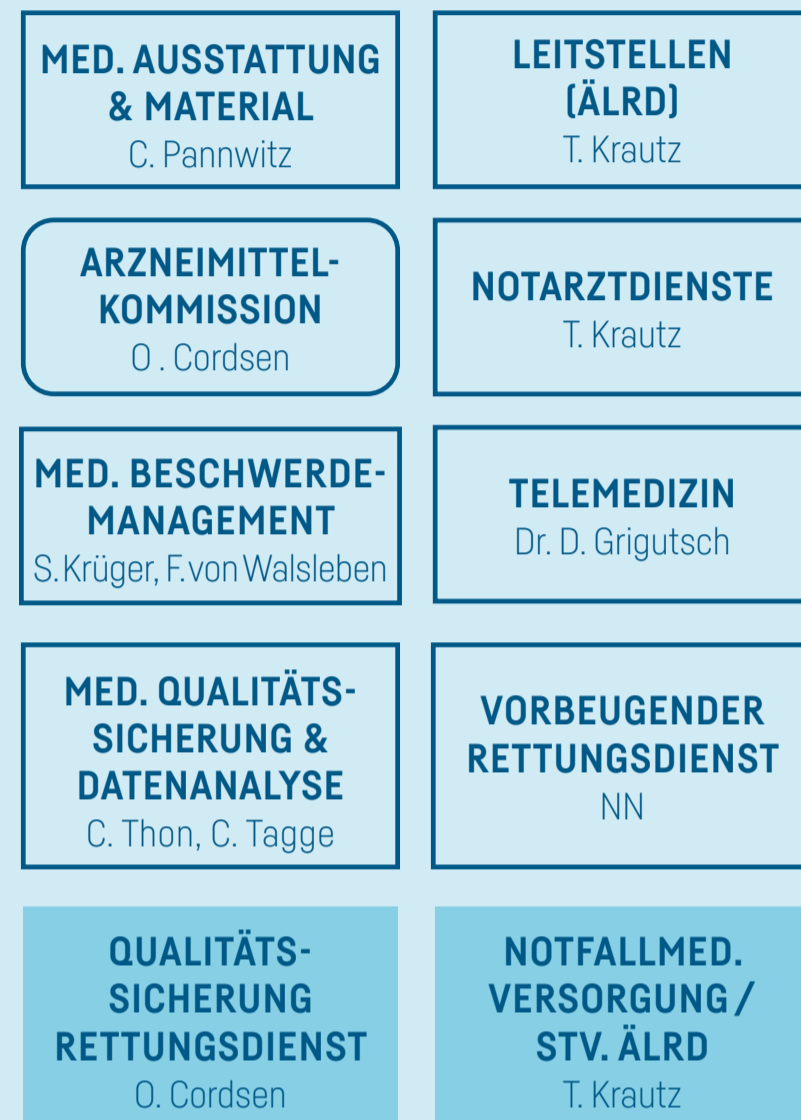 MED. AUSSTATTUNG
& MATERIAL
C. Pannwitz
LEITSTELLEN
(ÄLRD)
T. Krautz
ARZNEIMITTEL-
KOMMISSION
O . Cordsen
NOTARZTDIENSTE
T. Krautz
MED. BESCHWERDE-
MANAGEMENT
S. Krüger, F. von Walsleben
TELEMEDIZIN
Dr. D. Grigutsch
MED. QUALITÄTS-
SICHERUNG &
DATENANALYSE
C. Thon, C. Tagge
VORBEUGENDER
RETTUNGSDIENST
NN
QUALITÄTS-
SICHERUNG
RETTUNGSDIENST
O. Cordsen
NOTFALLMED.
VERSORGUNG /
STV. ÄLRD
T. Krautz